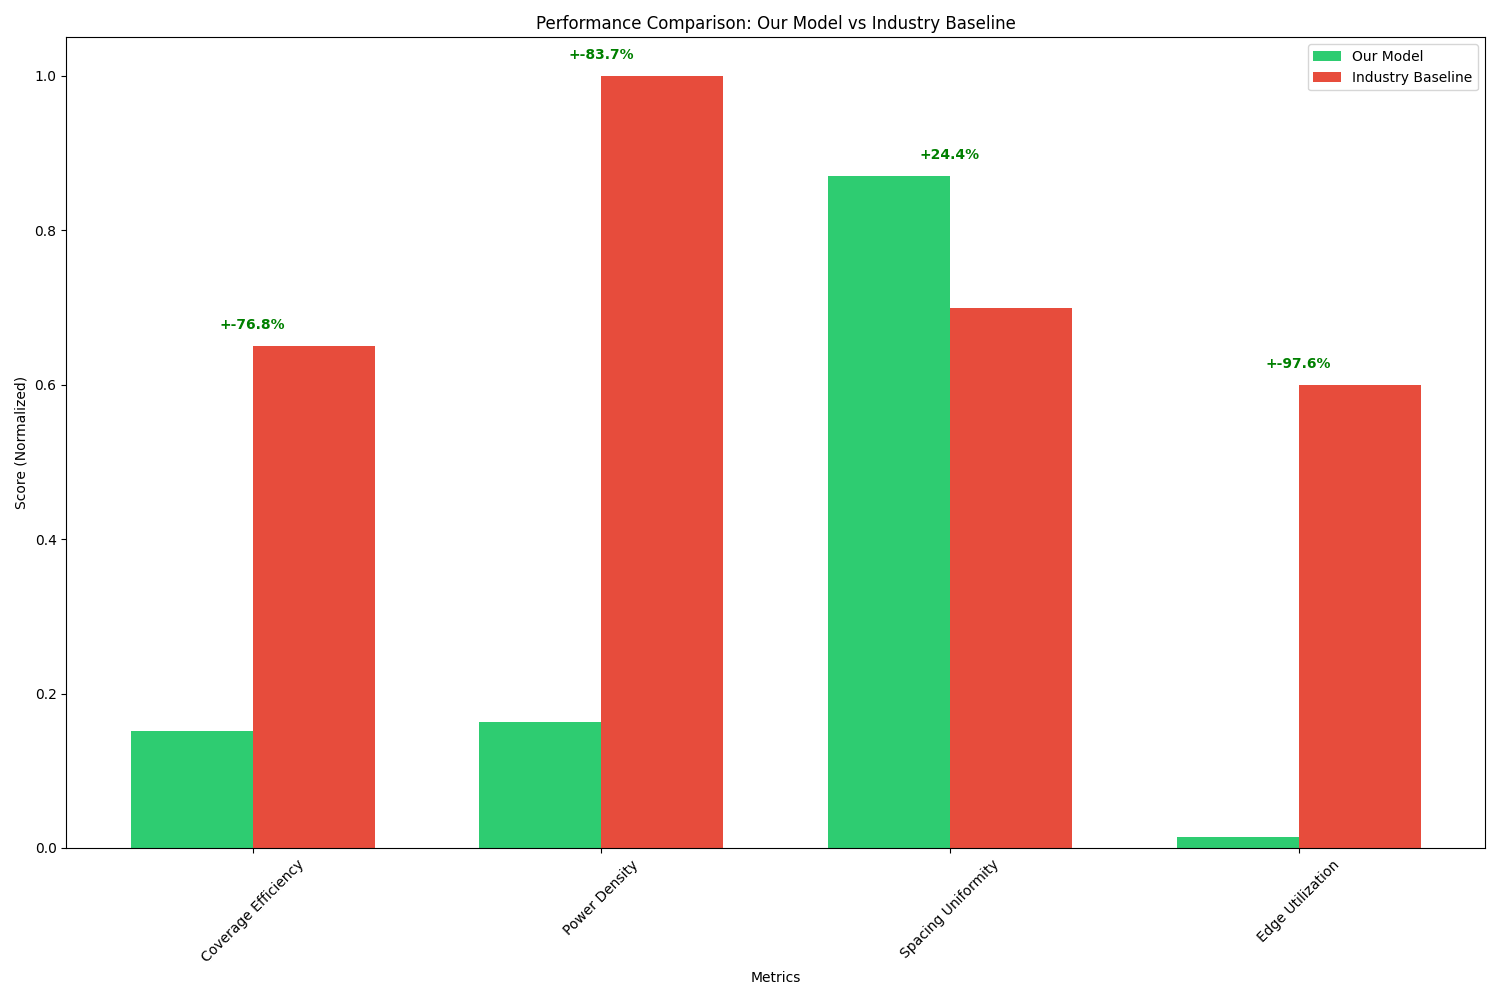 Performance Comparison: Our Model vs Industry Baseline
Our Model
Industry Baseline
+-76.8%
+-83.7%
+24.4%
+-97.6%
Score (Normalized)
1.0
0.8
0.6
0.4
0.2
0.0
Coverage Efficiency
Power Density
Spacing Uniformity
Edge Utilization
Metrics